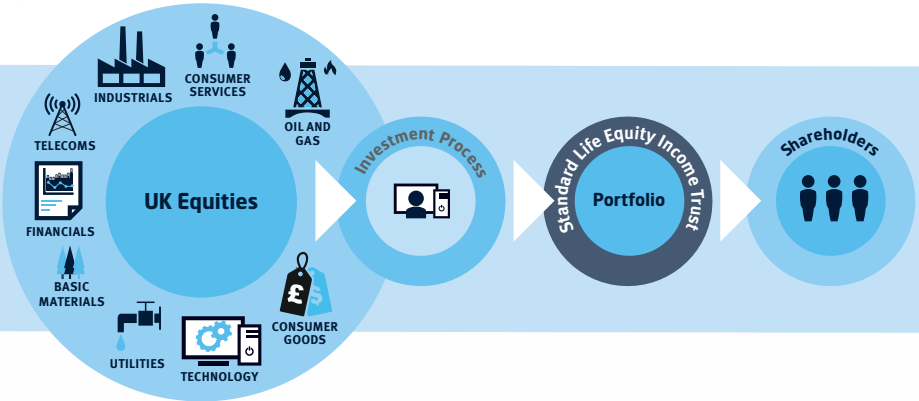 INDUSTRIALS
CONSUMER
SERVICES
OIL AND
GAS
TELECOMS
FINANCIALS
BASIC
MATERIALS
UTILITIES
TECHNOLOGY
CONSUMER
GOODS
£
$
UK Equities
Investment Process
Standard Life Equity Income Trust
Portfolio
Shareholders